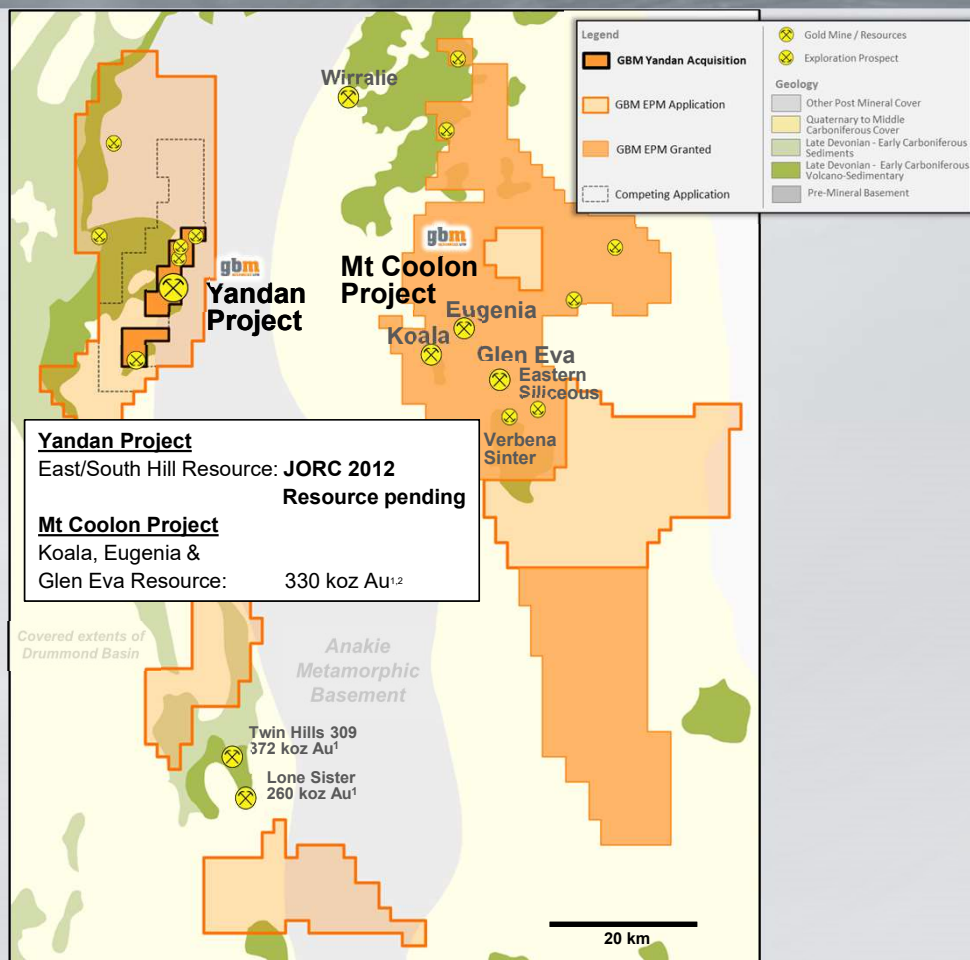 Legend
GBM Yandan Acquisition
GBM EPM Application
GBM EPM Granted
Competing Application
Gold Mine / Resources
Exploration Prospect
Geology
Other Post Mineral Cover
Quaternary to Middle
Carboniferous Cover
Late Devonian - Early Carboniferous
Sediments
Late Devonian - Early Carboniferous
Volcano-Sedimentary
Pre-Mineral Basement
Wirralie
gbm
Yandan
Project
gbm
Mt Coolon
Project
Eugenia
Koala
Glen Eva
Eastern
Siliceous
Verbena
Sinter
Yandan Project
East/South Hill Resource: JORC 2012
Resource pending
Mt Coolon Project
Koala, Eugenia &
Glen Eva Resource: 330 koz Au¹,²
Covered extents of
Drummond Basin
Anakie
Metamorphic
Basement
Twin Hills 309
372 koz Au¹
Lone Sister
260 koz Au¹
20 km